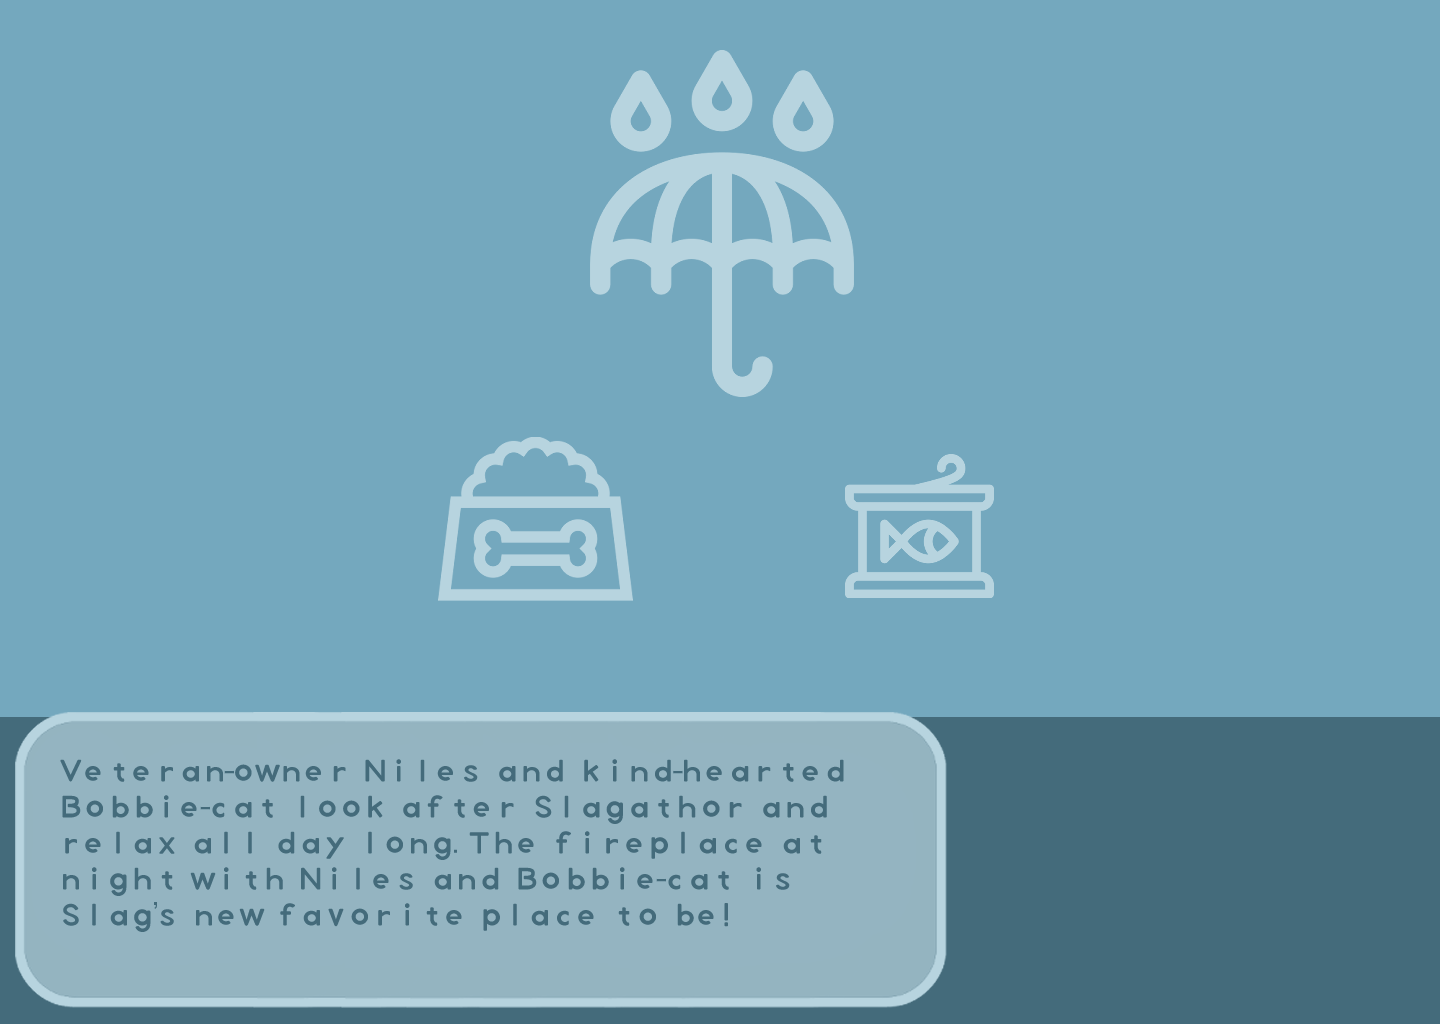 Veteran-owner Niles and kind-hearted
Bobbie-cat look after Slagathor and
relax all day long. The fireplace at
night with Niles and Bobbie-cat is
Slag's new favorite place to be!